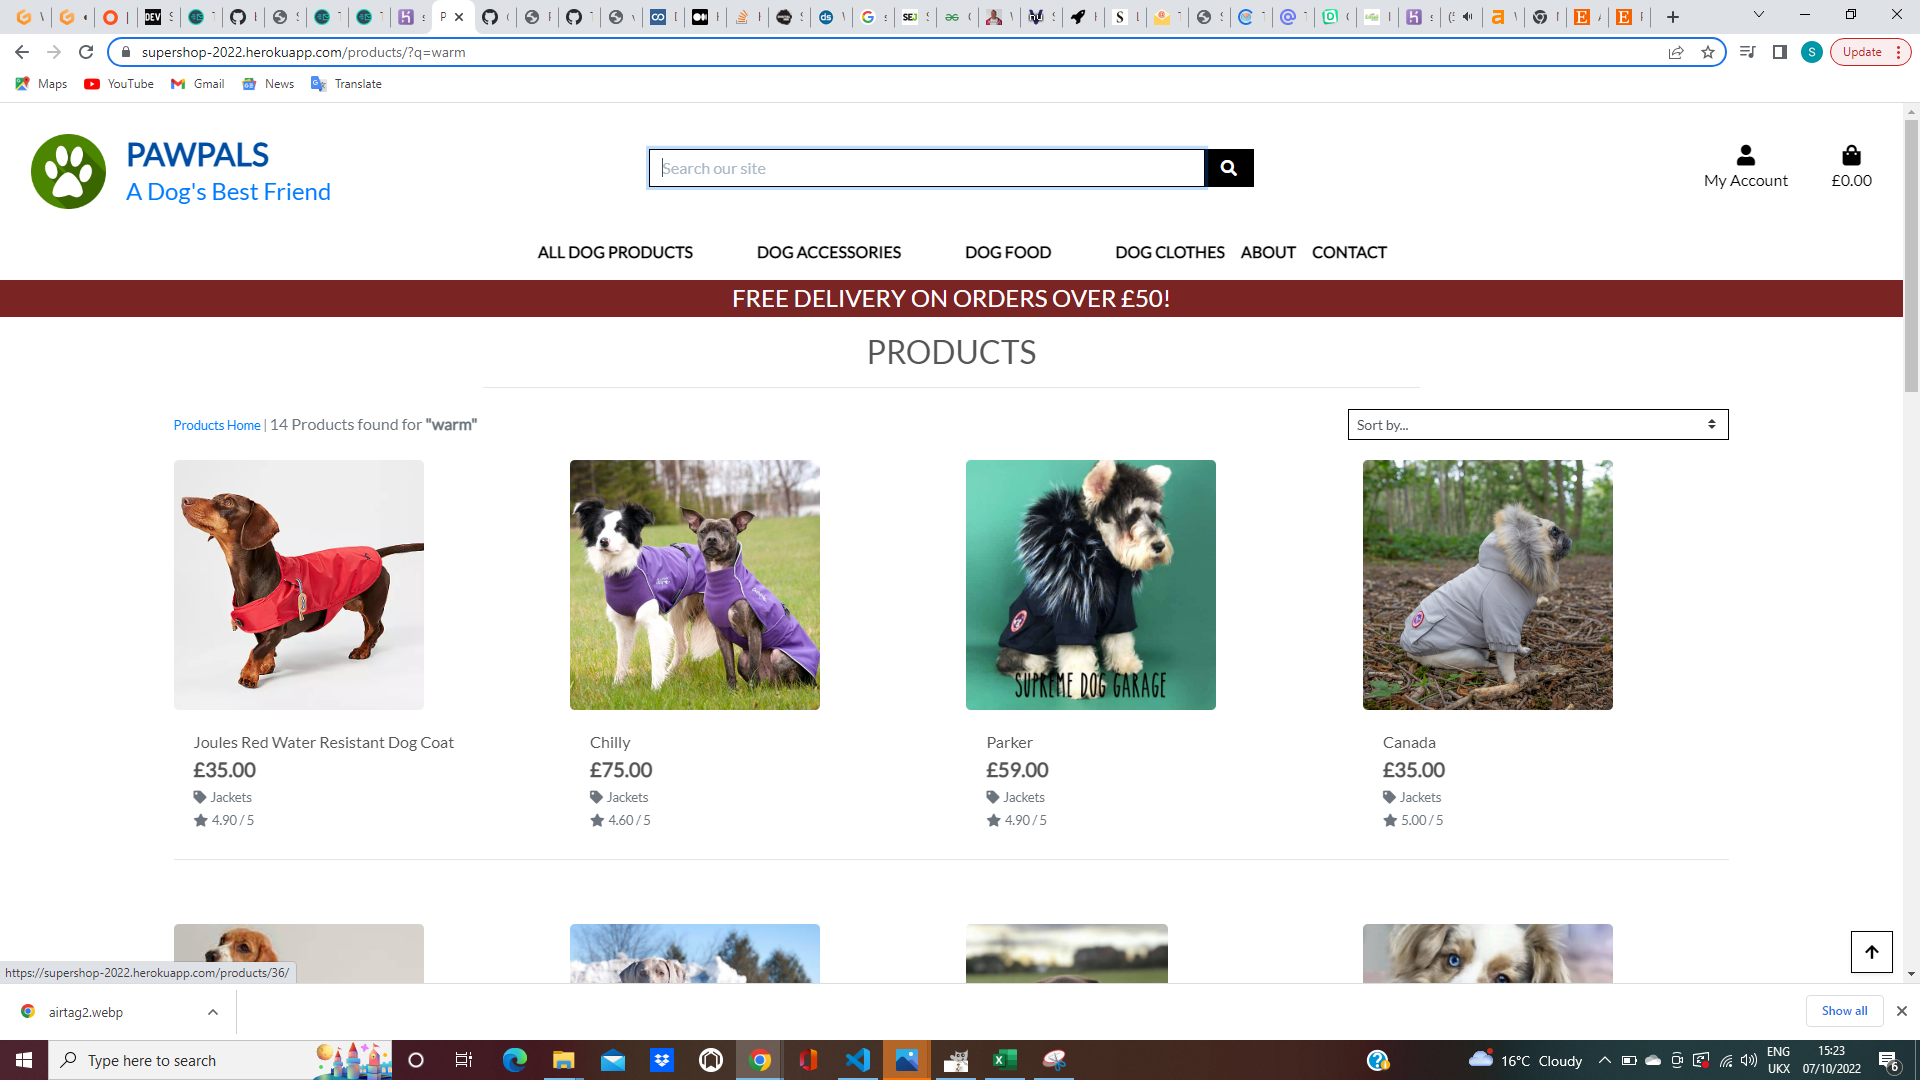 supershop-2022.herokuapp.com/products/?q=warm
Update
Maps
YouTube
Gmail
News
Translate
PAWPALS
A Dog's Best Friend
Search our site
My Account
£0.00
ALL DOG PRODUCTS
DOG ACCESSORIES
DOG FOOD
DOG CLOTHES
ABOUT
CONTACT
FREE DELIVERY ON ORDERS OVER £50!
PRODUCTS
Products Home | 14 Products found for "warm"
Sort by...
SUPREME DOG GARAGE
Joules Red Water Resistant Dog Coat
£35.00
Jackets
4.90 / 5
Chilly
£75.00
Jackets
4.60 / 5
Parker
£59.00
Jackets
4.90 / 5
Canada
£35.00
Jackets
5.00 / 5
https://supershop-2022.herokuapp.com/products/36/
airtag2.webp
Show all
Type here to search
16°C Cloudy
ENG
UKX
15:23
07/10/2022
6